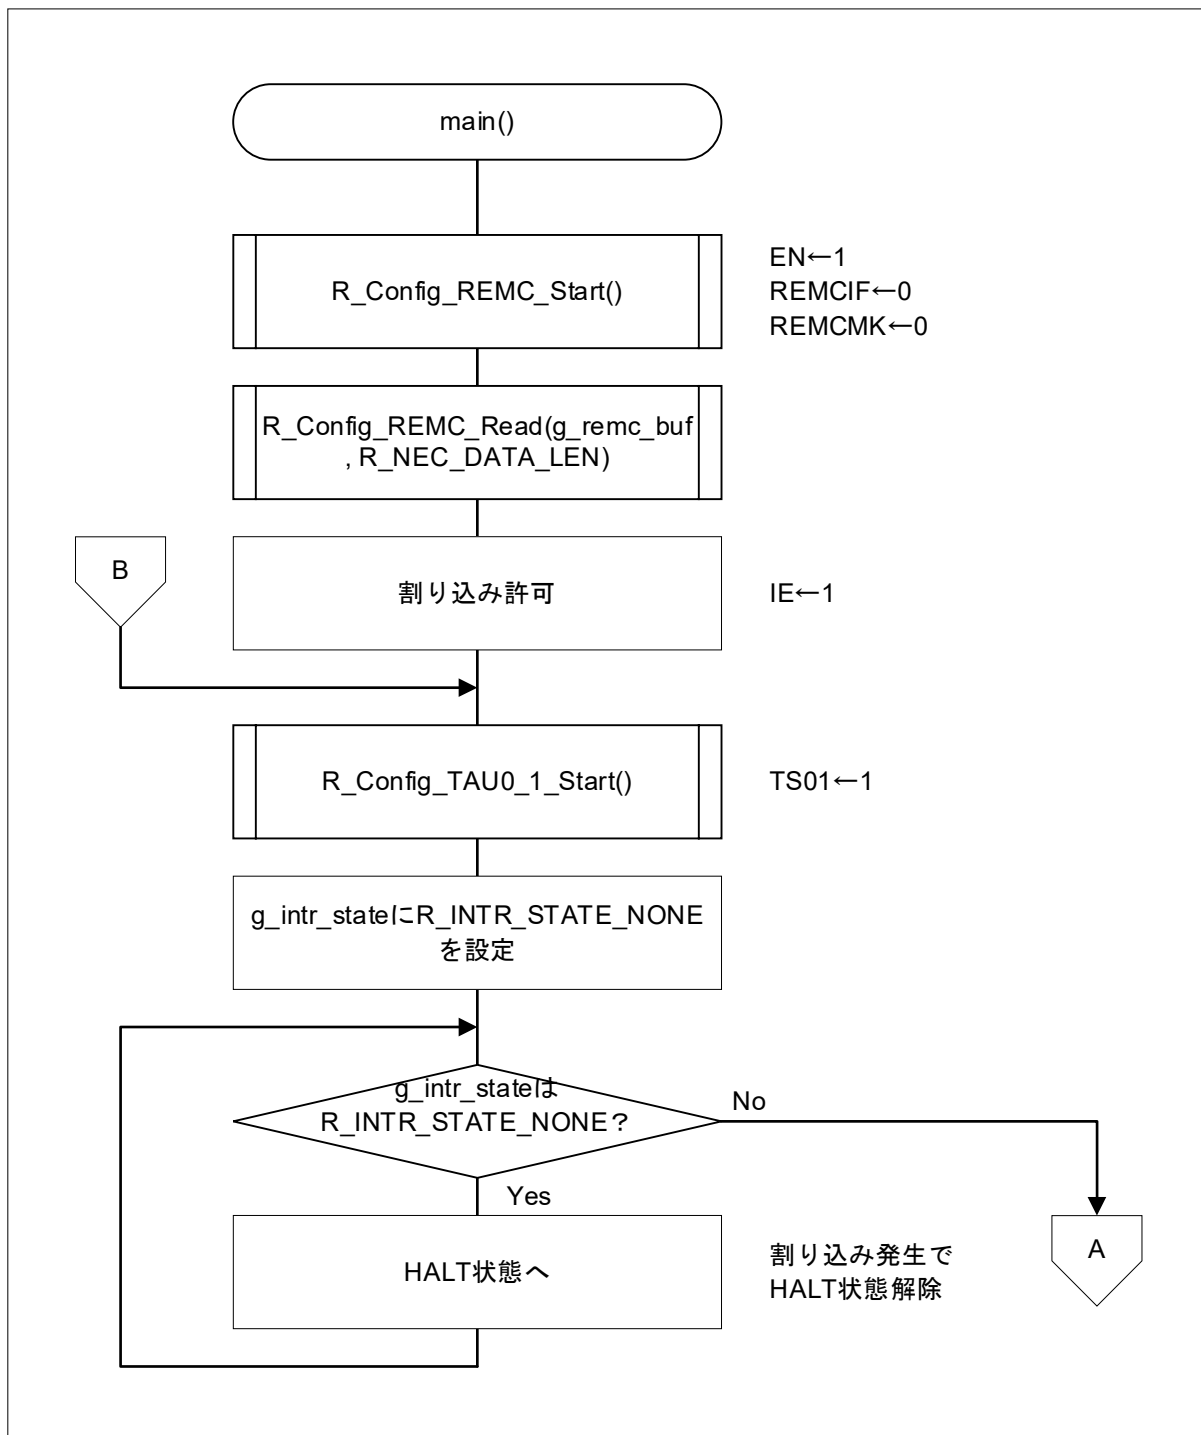 main()
R_Config_REMC_Start()
EN←1
REMCIF←0
REMCMK←0
R_Config_REMC_Read(g_remc_buf
, R_NEC_DATA_LEN)
B
割り込み許可
IE←1
R_Config_TAU0_1_Start()
TS01←1
g_intr_stateにR_INTR_STATE_NONE
を設定
g_intr_stateは
R_INTR_STATE_NONE？
No
Yes
HALT状態へ
割り込み発生で
HALT状態解除
A